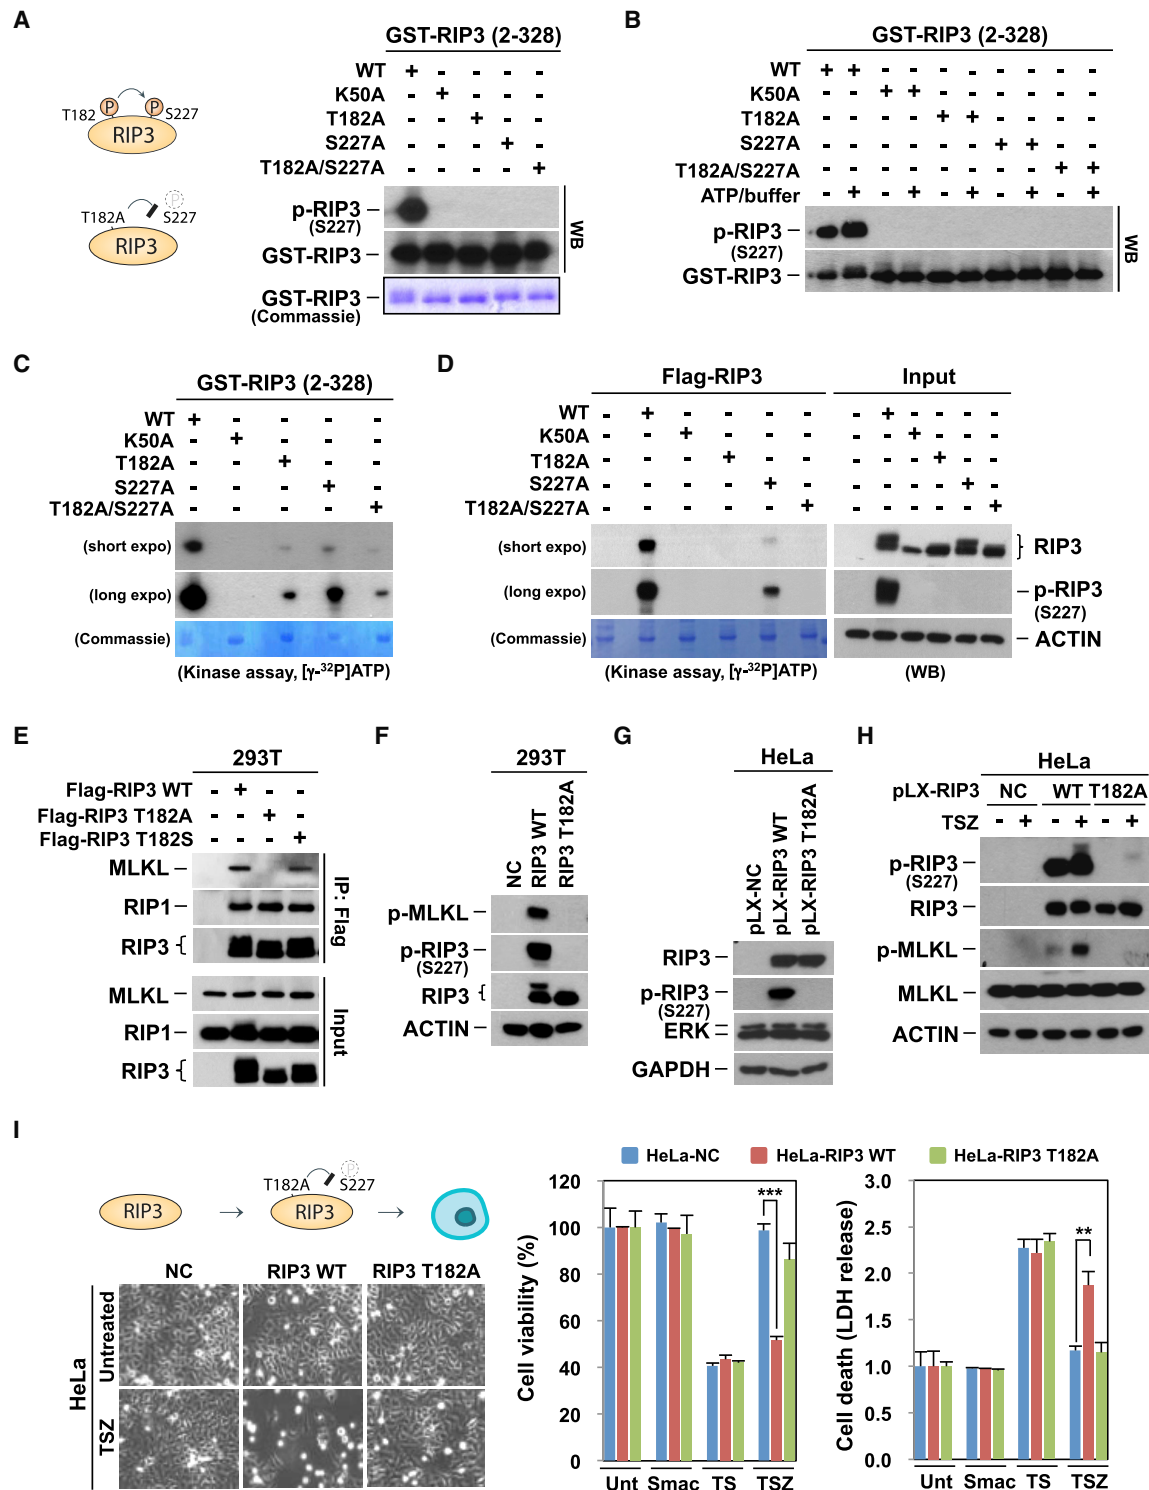 A
GST-RIP3 (2-328)
WT + - - - -
K50A - + - - -
T182A - - + - -
S227A - - - + -
T182A/S227A - - - - +
T182 P P S227
RIP3
P
T182A S227
RIP3
p-RIP3
(S227)
GST-RIP3
WB
GST-RIP3
(Commassie)
B
GST-RIP3 (2-328)
WT + + - - - - - - - -
K50A - - + + - - - - - -
T182A - - - - + + - - - -
S227A - - - - - - + + - -
T182A/S227A - - - - - - - - + +
ATP/buffer - + - + - + - + - +
p-RIP3
(S227)
GST-RIP3
WB
C
GST-RIP3 (2-328)
WT + - - - -
K50A - + - - -
T182A - - + - -
S227A - - - + -
T182A/S227A - - - - +
(short expo)
(long expo)
(Commassie)
(Kinase assay, [γ-³²P]ATP)
D
Flag-RIP3 Input
WT - + - - - - - + - - - -
K50A - - + - - - - - + - - -
T182A - - - + - - - - - + - -
S227A - - - - + - - - - - + -
T182A/S227A - - - - - + - - - - - +
(short expo) RIP3
(long expo) p-RIP3
(S227)
(Commassie) ACTIN
(Kinase assay, [γ-³²P]ATP) (WB)
E
293T
Flag-RIP3 WT - + - -
Flag-RIP3 T182A - - + -
Flag-RIP3 T182S - - - +
MLKL
RIP1
RIP3
IP: Flag
MLKL
RIP1
RIP3
Input
F
293T
NC
RIP3 WT
RIP3 T182A
p-MLKL
p-RIP3
(S227)
RIP3
ACTIN
G
HeLa
pLX-NC
pLX-RIP3 WT
pLX-RIP3 T182A
RIP3
p-RIP3
(S227)
ERK
GAPDH
H
HeLa
pLX-RIP3 NC WT T182A
TSZ - + - + - +
p-RIP3
(S227)
RIP3
p-MLKL
MLKL
ACTIN
I
RIP3
P
T182A S227
RIP3
NC RIP3 WT RIP3 T182A
HeLa
Untreated
TSZ
HeLa-NC HeLa-RIP3 WT HeLa-RIP3 T182A
Cell viability (%)
120
100
80
60
40
20
0
***
Unt Smac TS TSZ
Cell death (LDH release)
3.0
2.5
2.0
1.5
1.0
0.5
0.0
**
Unt Smac TS TSZ